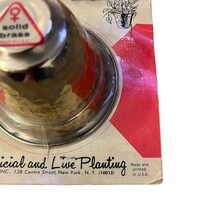 solid
brass
icial and Live Planting
INC., 138 Centre Street, New York, N. Y. (10013)
Made and
printed
in U.S.A.